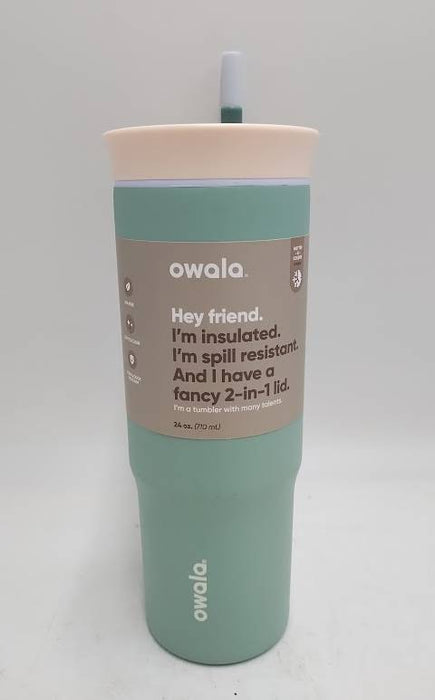 owala
Hey friend.
I'm insulated.
I'm spill resistant.
And I have a
fancy 2-in-1 lid.
I'm a tumbler with many talents.
24 oz. (710 mL)
owala